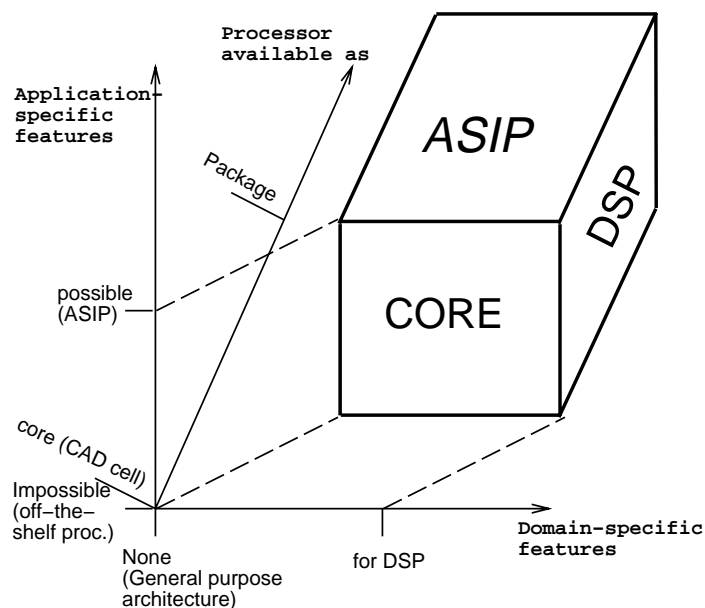 Processor
available as
Application-
specific
features
ASIP
Package
DSP
possible
(ASIP)
CORE
core (CAD cell)
Impossible
(off-the-
shelf proc.)
Domain-specific
features
None
(General purpose
architecture)
for DSP